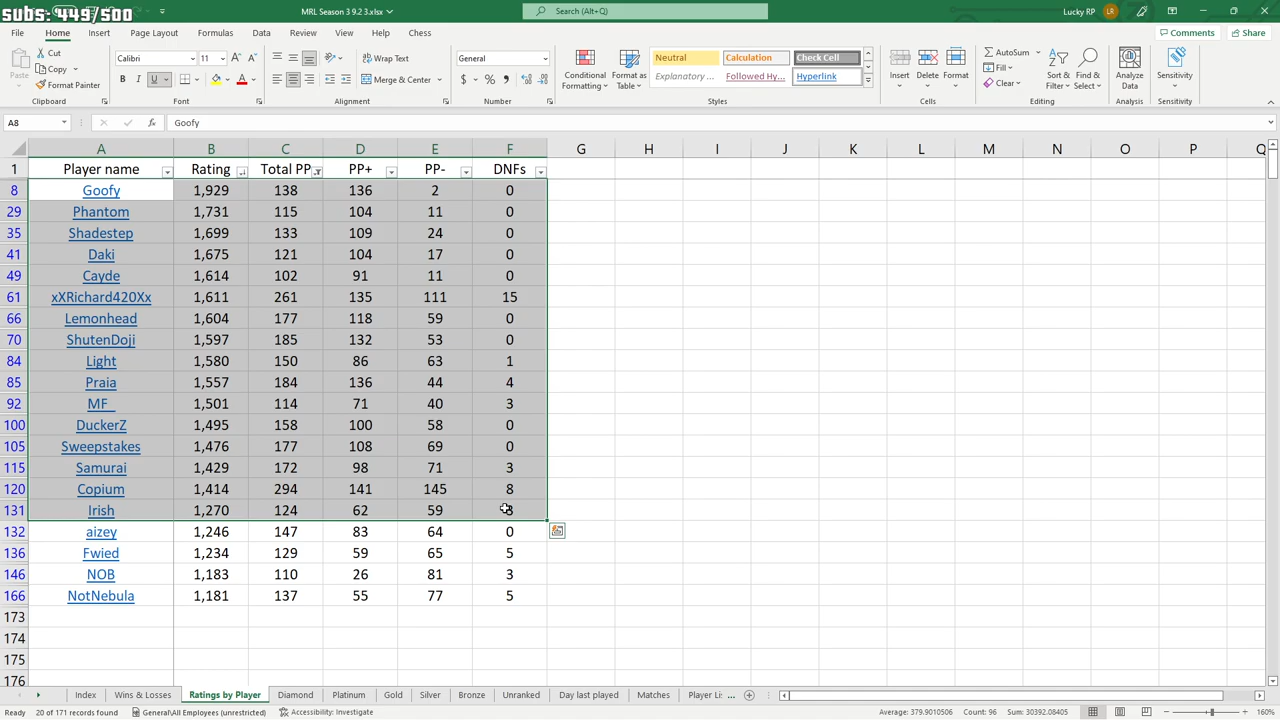 subs: 449/500
MRL Season 3 9.2 3.xlsx
Search (Alt+Q)
Lucky RP
LR
File
Home
Insert
Page Layout
Formulas
Data
Review
View
Help
Chess
Comments
Share
Paste
Cut
Copy
Format Painter
Clipboard
Calibri
11
B I U
Font
Wrap Text
Merge & Center
Alignment
General
$ % 9
Number
Conditional Formatting
Format as Table
Neutral
Calculation
Check Cell
Explanatory ...
Followed Hy...
Hyperlink
Styles
Insert
Delete
Format
Cells
AutoSum
Fill
Clear
Sort & Filter
Find & Select
Editing
Analyze Data
Analysis
Sensitivity
Sensitivity
A8
fx
Goofy
A B C D E F G H I J K L M N O P Q
1 Player name Rating Total PP PP+ PP- DNFs
8 Goofy 1,929 138 136 2 0
29 Phantom 1,731 115 104 11 0
35 Shadestep 1,699 133 109 24 0
41 Daki 1,675 121 104 17 0
49 Cayde 1,614 102 91 11 0
61 xXRichard420Xx 1,611 261 135 111 15
66 Lemonhead 1,604 177 118 59 0
70 ShutenDoji 1,597 185 132 53 0
84 Light 1,580 150 86 63 1
85 Praia 1,557 184 136 44 4
92 MF_ 1,501 114 71 40 3
100 DuckerZ 1,495 158 100 58 0
105 Sweepstakes 1,476 177 108 69 0
115 Samurai 1,429 172 98 71 3
120 Copium 1,414 294 141 145 8
131 Irish 1,270 124 62 59 3
132 aizey 1,246 147 83 64 0
136 Fwied 1,234 129 59 65 5
146 NOB 1,183 110 26 81 3
166 NotNebula 1,181 137 55 77 5
173
174
175
176
Index
Wins & Losses
Ratings by Player
Diamond
Platinum
Gold
Silver
Bronze
Unranked
Day last played
Matches
Player Li ...
Ready
20 of 171 records found
General\All Employees (unrestricted)
Accessibility: Investigate
Average: 379.9010506
Count: 96
Sum: 30392.08405
160%